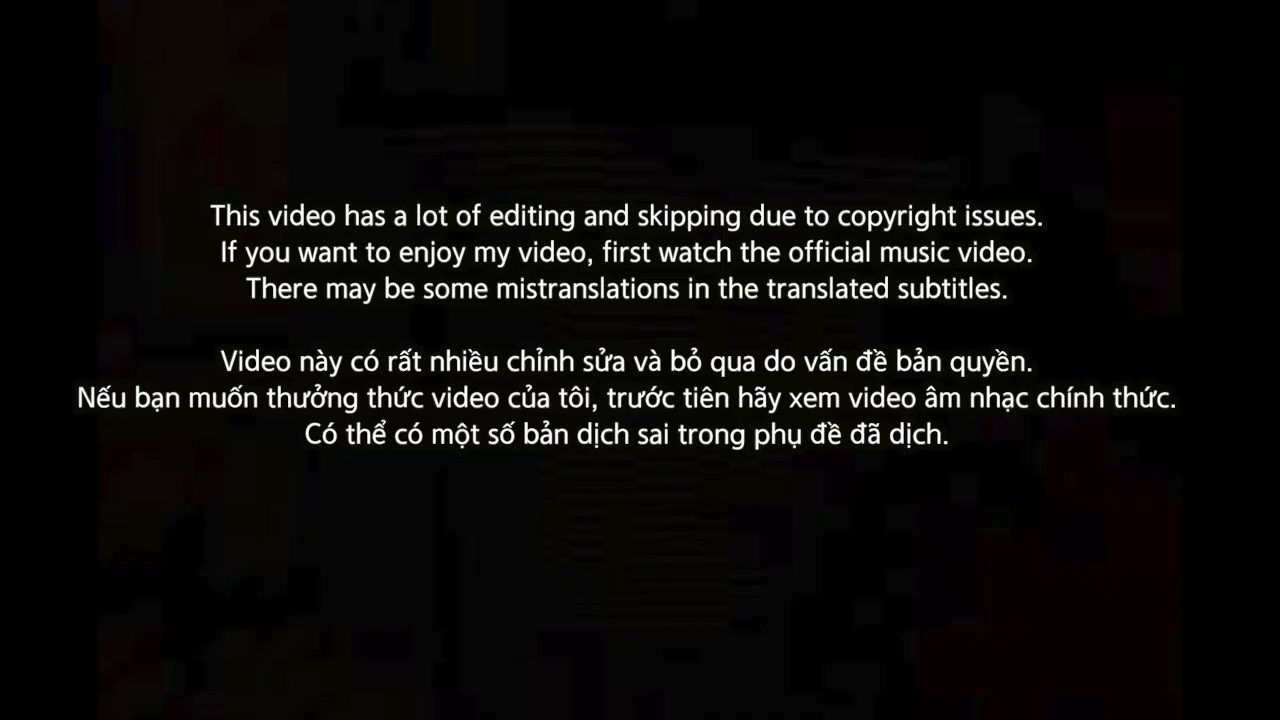 This video has a lot of editing and skipping due to copyright issues.
If you want to enjoy my video, first watch the official music video.
There may be some mistranslations in the translated subtitles.
Video này có rất nhiều chỉnh sửa và bỏ qua do vấn đề bản quyền.
Nếu bạn muốn thưởng thức video của tôi, trước tiên hãy xem video âm nhạc chính thức.
Có thể có một số bản dịch sai trong phụ đề đã dịch.